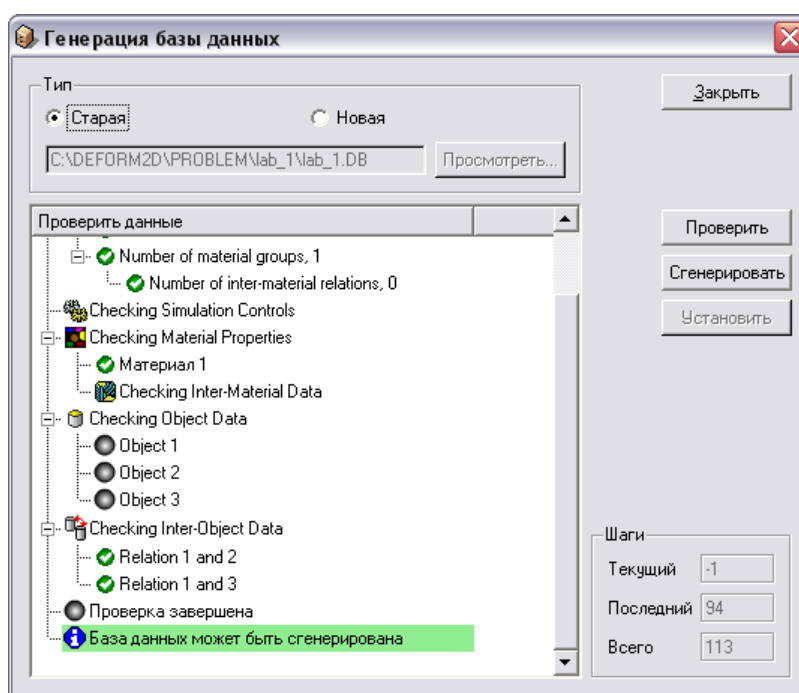 Генерация базы данных
Тип
Старая
Новая
C:\DEFORM2D\PROBLEM\lab_1\lab_1.DB
Просмотреть...
Закрыть
Проверить данные
Number of material groups, 1
Number of inter-material relations, 0
Checking Simulation Controls
Checking Material Properties
Материал 1
Checking Inter-Material Data
Checking Object Data
Object 1
Object 2
Object 3
Checking Inter-Object Data
Relation 1 and 2
Relation 1 and 3
Проверка завершена
База данных может быть сгенерирована
Проверить
Сгенерировать
Установить
Шаги
Текущий -1
Последний 94
Всего 113